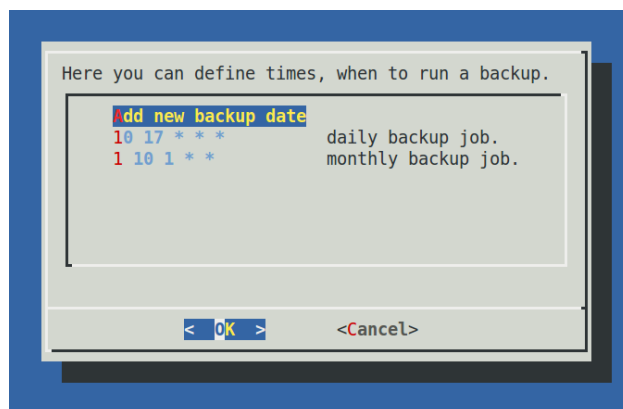 Here you can define times, when to run a backup.
Add new backup date
10 17 * * * daily backup job.
1 10 1 * * monthly backup job.
< OK > <Cancel>